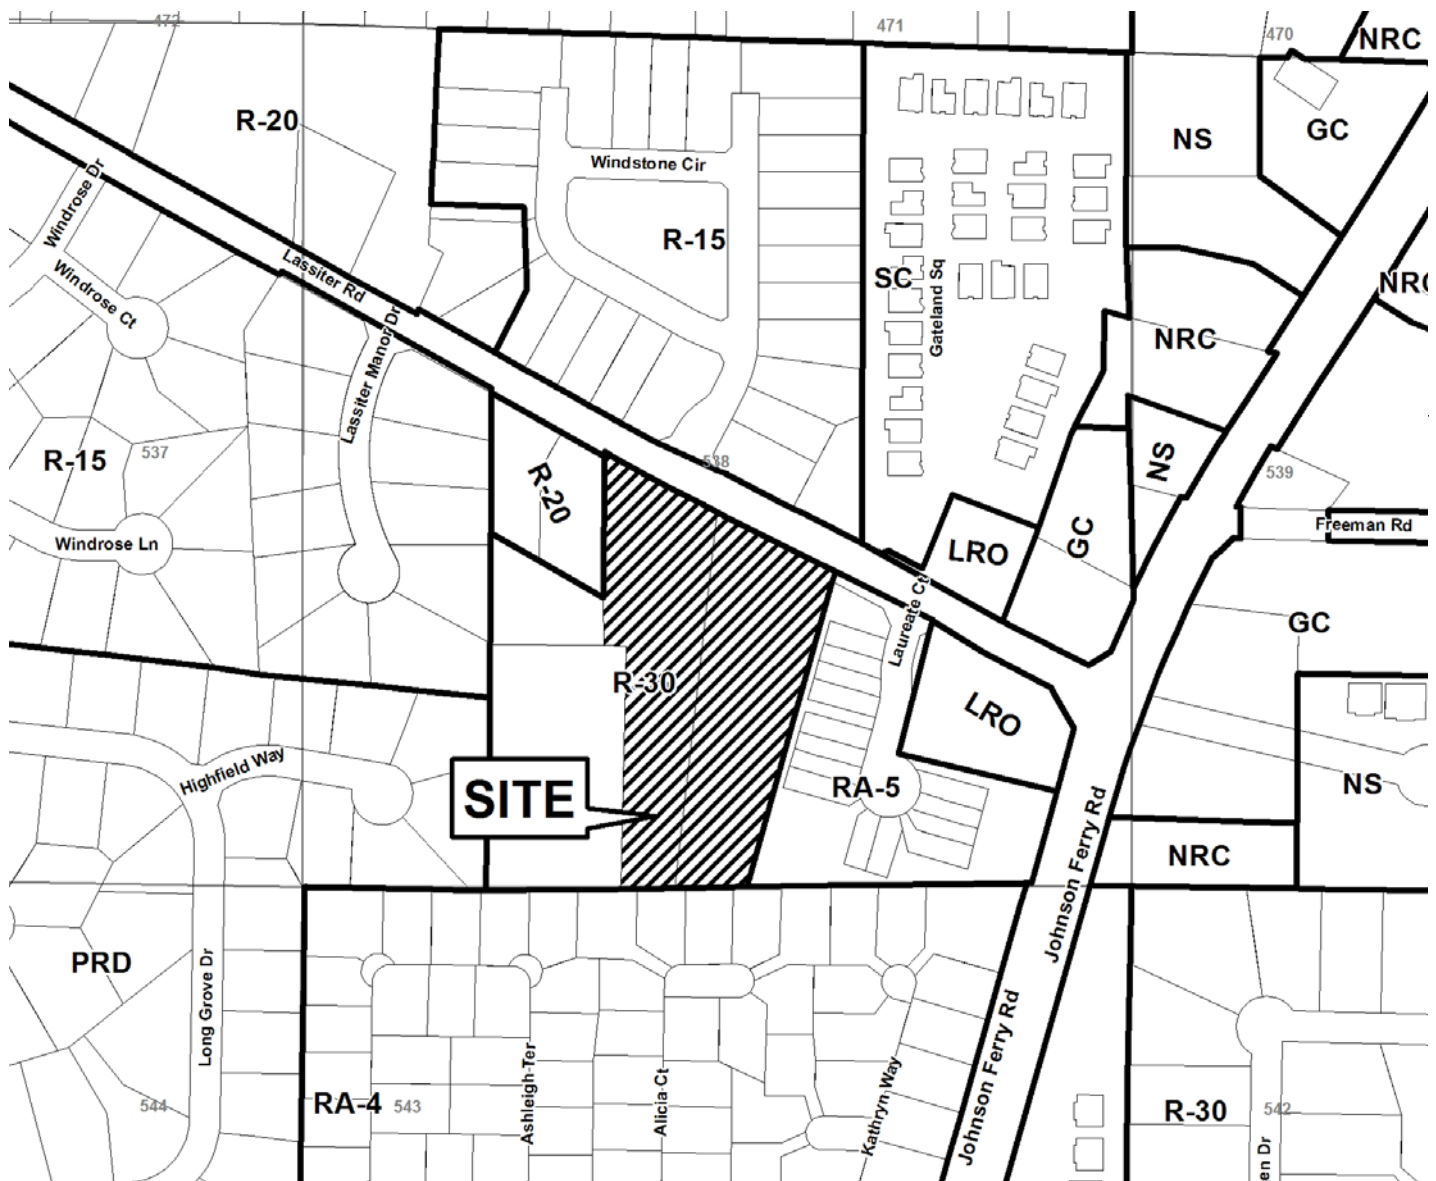 472
471
470
NRC
R-20
GC
NS
Windstone Cir
Windrose Dr
R-15
Lassiter Rd
Windrose Ct
SC
Gateland Sq
NRC
NRC
Lassiter Manor Dr
R-15
537
538
NS
539
R-20
Freeman Rd
Windrose Ln
LRO
GC
Laureate Ct
GC
R-30
LRO
Highfield Way
SITE
RA-5
NS
Johnson Ferry Rd
NRC
PRD
Long Grove Dr
Johnson Ferry Rd
Ashleigh Ter
Alicia Ct
Kathryn Way
544
RA-4
543
R-30
542
en Dr